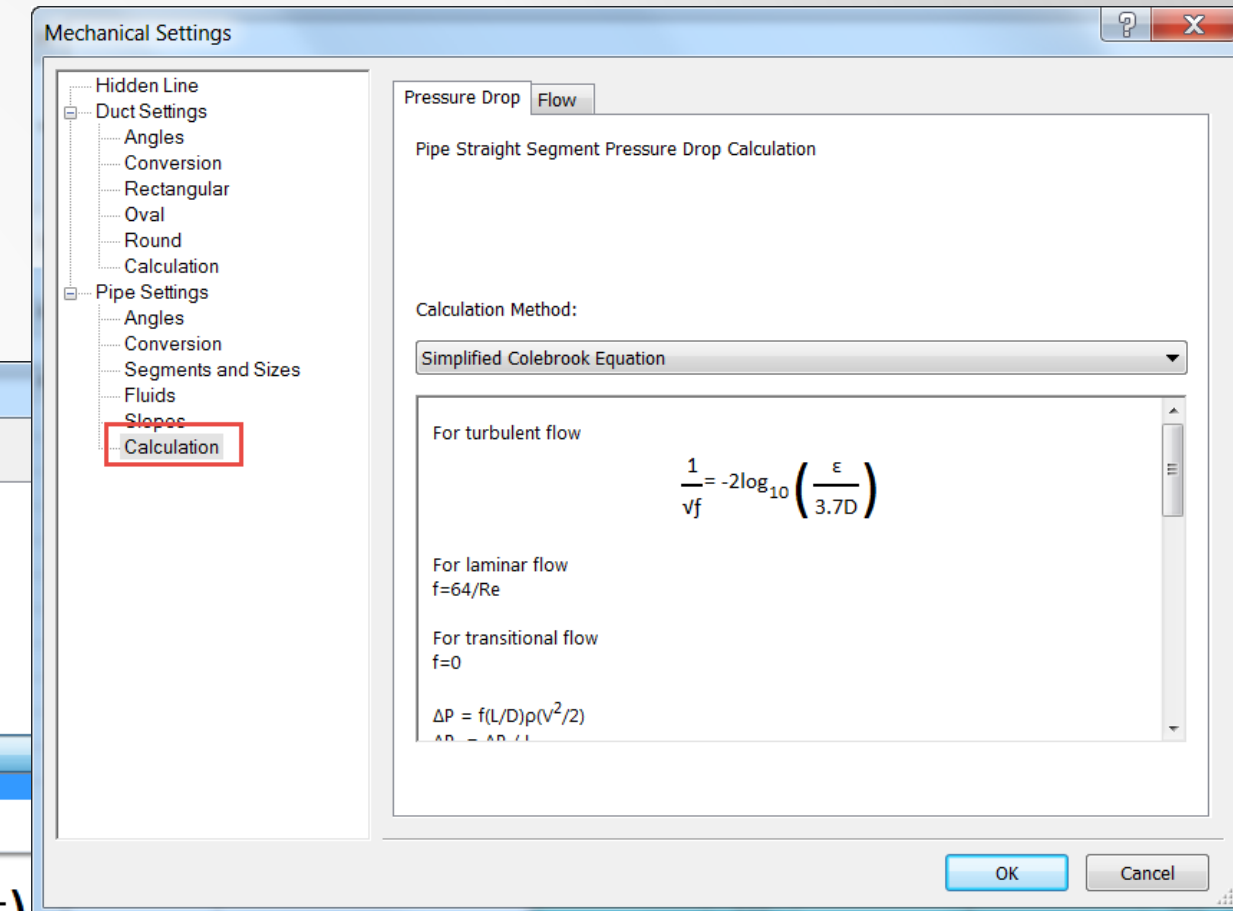 Mechanical Settings
Hidden Line
Duct Settings
Angles
Conversion
Rectangular
Oval
Round
Calculation
Pipe Settings
Angles
Conversion
Segments and Sizes
Fluids
Slopes
Calculation
Pressure Drop
Flow
Pipe Straight Segment Pressure Drop Calculation
Calculation Method:
Simplified Colebrook Equation
For turbulent flow
1/√f = -2log10 (ε/3.7D)
For laminar flow
f=64/Re
For transitional flow
f=0
ΔP = f(L/D)ρ(V²/2)
OK
Cancel